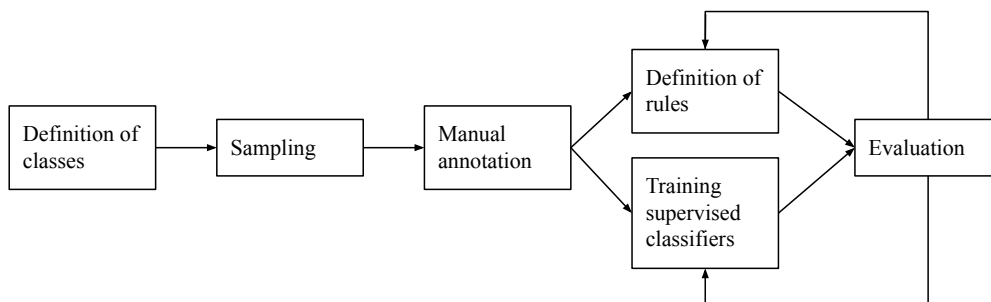 Definition of
classes
Sampling
Manual
annotation
Definition of
rules
Training
supervised
classifiers
Evaluation